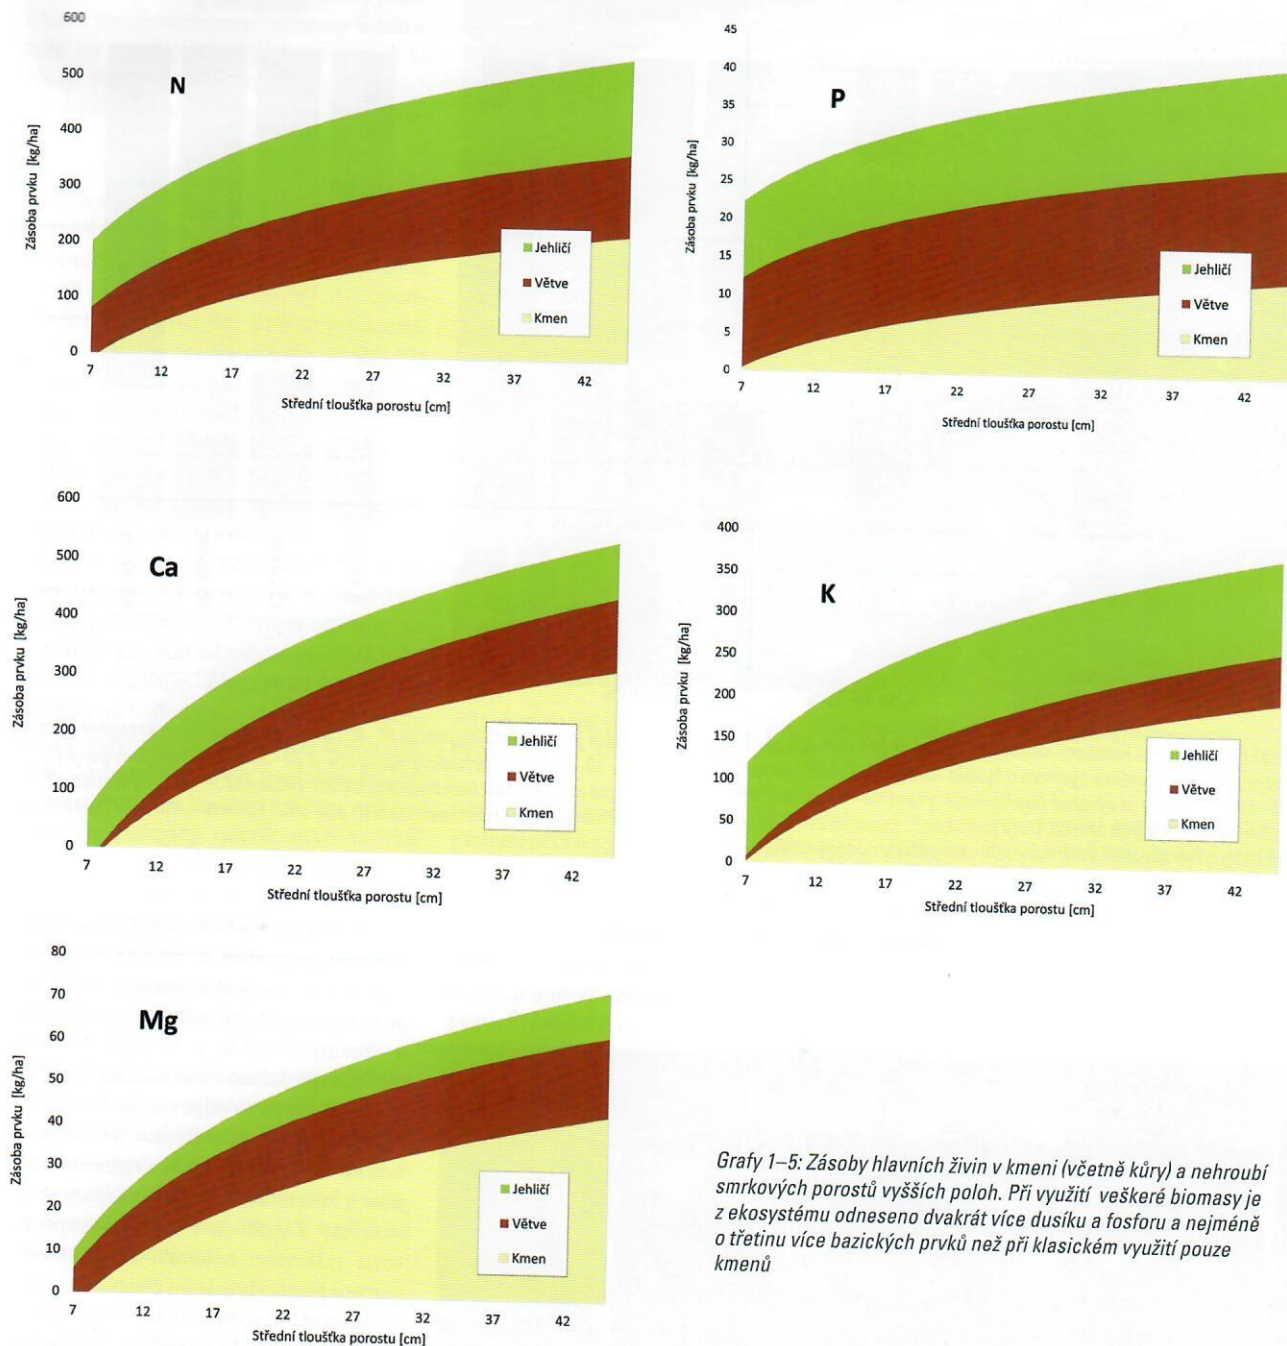 600
500
400
300
200
100
0
Zásoba prvku [kg/ha]
N
Jehličí
Větve
Kmen
7 12 17 22 27 32 37 42
Střední tloušťka porostu [cm]
45
40
35
30
25
20
15
10
5
0
Zásoba prvku [kg/ha]
P
Jehličí
Větve
Kmen
7 12 17 22 27 32 37 42
Střední tloušťka porostu [cm]
600
500
400
300
200
100
0
Zásoba prvku [kg/ha]
Ca
Jehličí
Větve
Kmen
7 12 17 22 27 32 37 42
Střední tloušťka porostu [cm]
400
350
300
250
200
150
100
50
0
Zásoba prvku [kg/ha]
K
Jehličí
Větve
Kmen
7 12 17 22 27 32 37 42
Střední tloušťka porostu [cm]
80
70
60
50
40
30
20
10
0
Zásoba prvku [kg/ha]
Mg
Jehličí
Větve
Kmen
7 12 17 22 27 32 37 42
Střední tloušťka porostu [cm]
Grafy 1–5: Zásoby hlavních živin v kmeni (včetně kůry) a nehroubí
smrkových porostů vyšších poloh. Při využití veškeré biomasy je
z ekosystému odneseno dvakrát více dusíku a fosforu a nejméně
o třetinu více bazických prvků než při klasickém využití pouze
kmenů